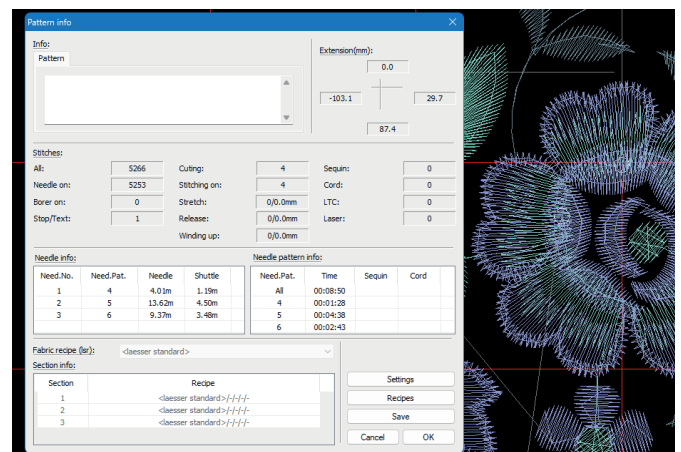 Pattern info
Info:
Pattern
Extension(mm):
0.0
-103.1 29.7
87.4
Stitches:
All: 5266 Cuting: 4 Sequin: 0
Needle on: 5253 Stitching on: 4 Cord: 0
Borer on: 0 Stretch: 0/0.0mm LTC: 0
Stop/Text: 1 Release: 0/0.0mm Laser: 0
Winding up: 0/0.0mm
Needle info:
Need.No. Need.Pat. Needle Shuttle
1 4 4.01m 1.19m
2 5 13.62m 4.50m
3 6 9.37m 3.48m
Needle pattern info:
Need.Pat. Time Sequin Cord
All 00:08:50
4 00:01:28
5 00:04:38
6 00:02:43
Fabric recipe (lsr): <laesser standard>
Section info:
Section Recipe
1 <laesser standard>/-/-/-/-
2 <laesser standard>/-/-/-/-
3 <laesser standard>/-/-/-/-
Settings
Recipes
Save
Cancel OK